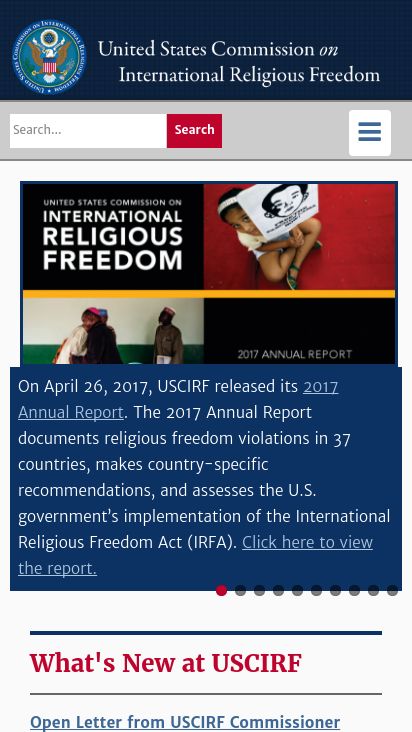 United States Commission on
International Religious Freedom
Search...
Search
UNITED STATES COMMISSION ON
INTERNATIONAL
RELIGIOUS
FREEDOM
2017 ANNUAL REPORT
On April 26, 2017, USCIRF released its 2017
Annual Report. The 2017 Annual Report
documents religious freedom violations in 37
countries, makes country-specific
recommendations, and assesses the U.S.
government's implementation of the International
Religious Freedom Act (IRFA). Click here to view
the report.
What's New at USCIRF
Open Letter from USCIRF Commissioner